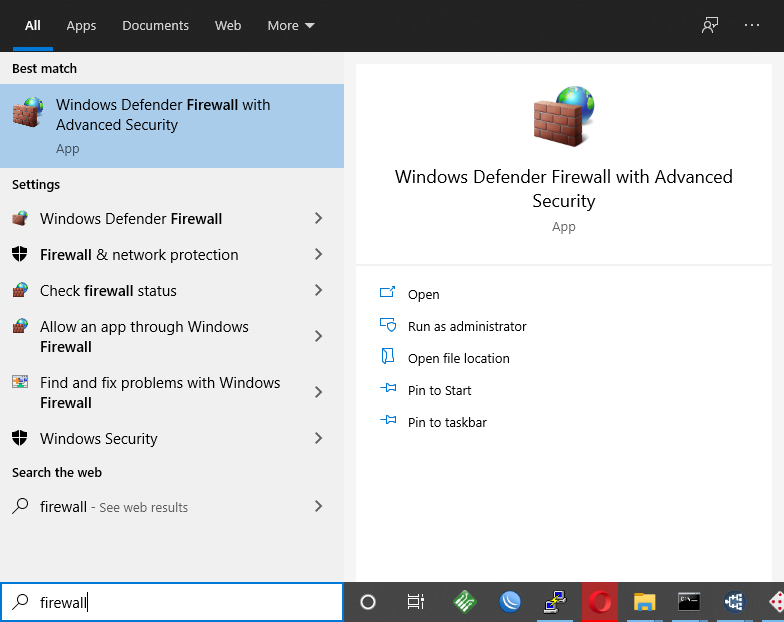 All Apps Documents Web More
Best match
Windows Defender Firewall with
Advanced Security
App
Settings
Windows Defender Firewall
Firewall & network protection
Check firewall status
Allow an app through Windows
Firewall
Find and fix problems with Windows
Firewall
Windows Security
Search the web
firewall - See web results
Windows Defender Firewall with Advanced
Security
App
Open
Run as administrator
Open file location
Pin to Start
Pin to taskbar
firewall